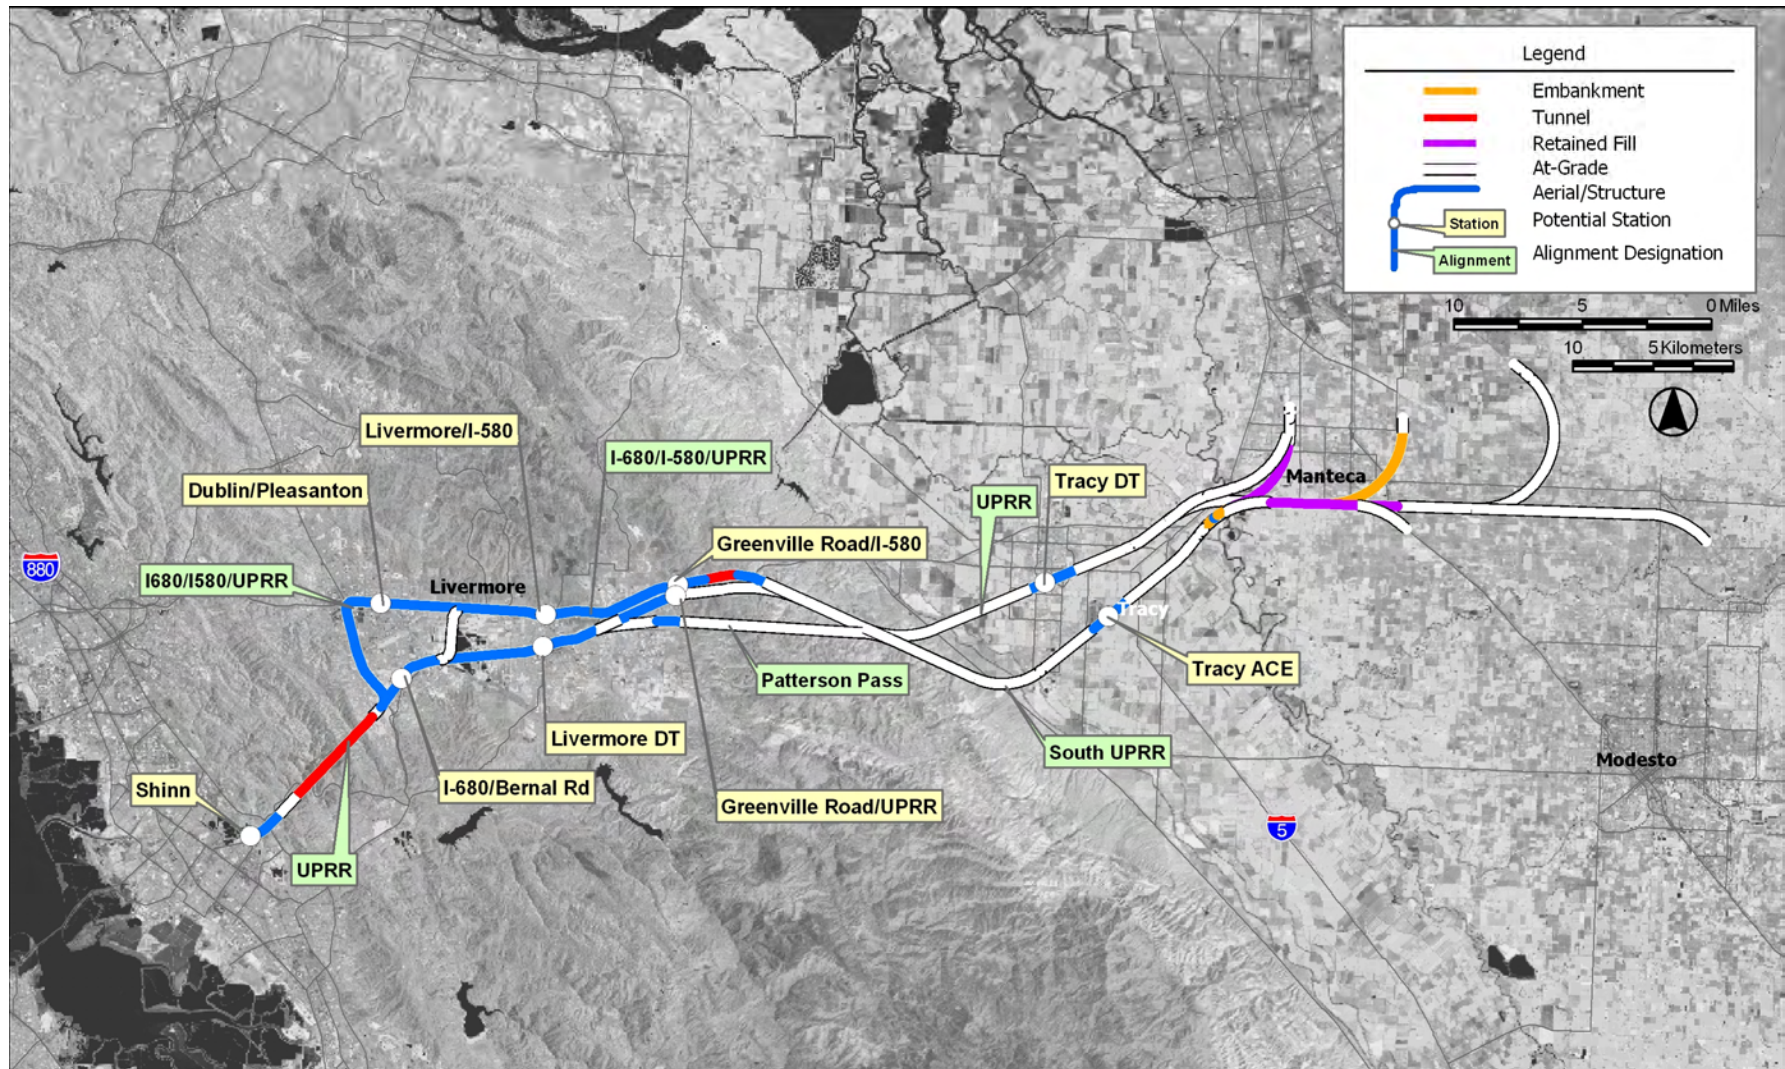 Legend
Embankment
Tunnel
Retained Fill
At-Grade
Aerial/Structure
Station
Potential Station
Alignment
Alignment Designation
10 5 0 Miles
10 5 Kilometers
Livermore/I-580
I-680/I-580/UPRR
Dublin/Pleasanton
Tracy DT
UPRR
Manteca
Greenville Road/I-580
880
I680/I580/UPRR
Livermore
Tracy
Tracy ACE
Patterson Pass
Livermore DT
South UPRR
Modesto
Shinn
I-680/Bernal Rd
Greenville Road/UPRR
5
UPRR